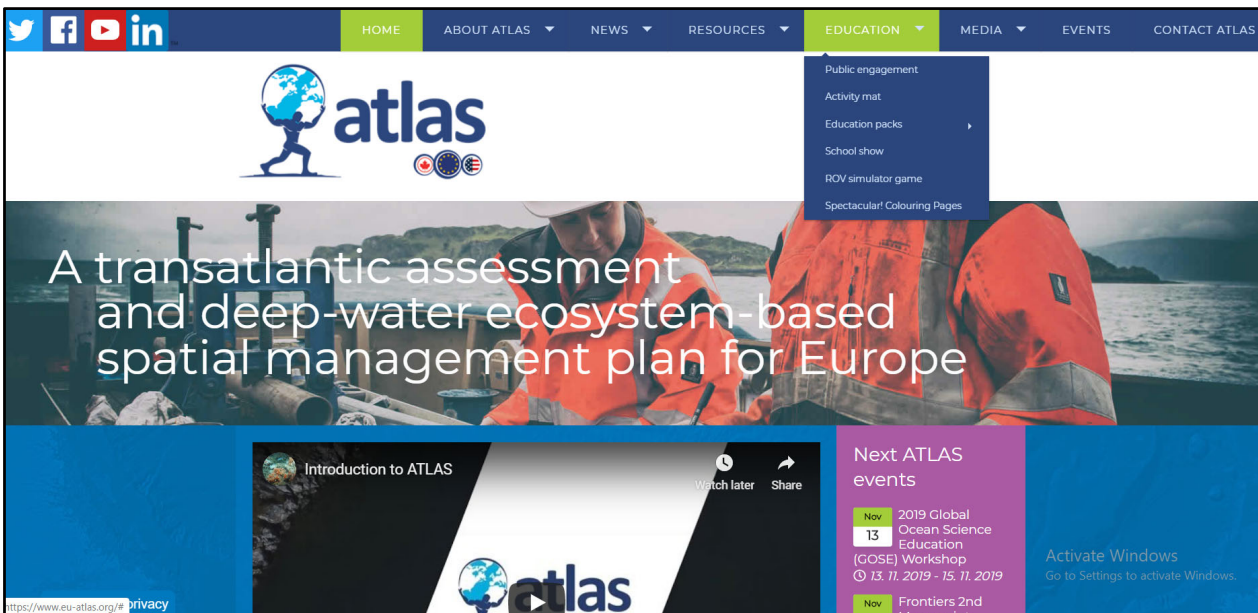 HOME
ABOUT ATLAS
NEWS
RESOURCES
EDUCATION
MEDIA
EVENTS
CONTACT ATLAS
Public engagement
Activity mat
Education packs
School show
ROV simulator game
Spectacular! Colouring Pages
atlas
A transatlantic assessment
and deep-water ecosystem-based
spatial management plan for Europe
Introduction to ATLAS
Watch later
Share
atlas
Next ATLAS
events
Nov
13
2019 Global
Ocean Science
Education
(GOSE) Workshop
13. 11. 2019 - 15. 11. 2019
Nov
Frontiers 2nd
Activate Windows
Go to Settings to activate Windows.
https://www.eu-atlas.org/#
privacy